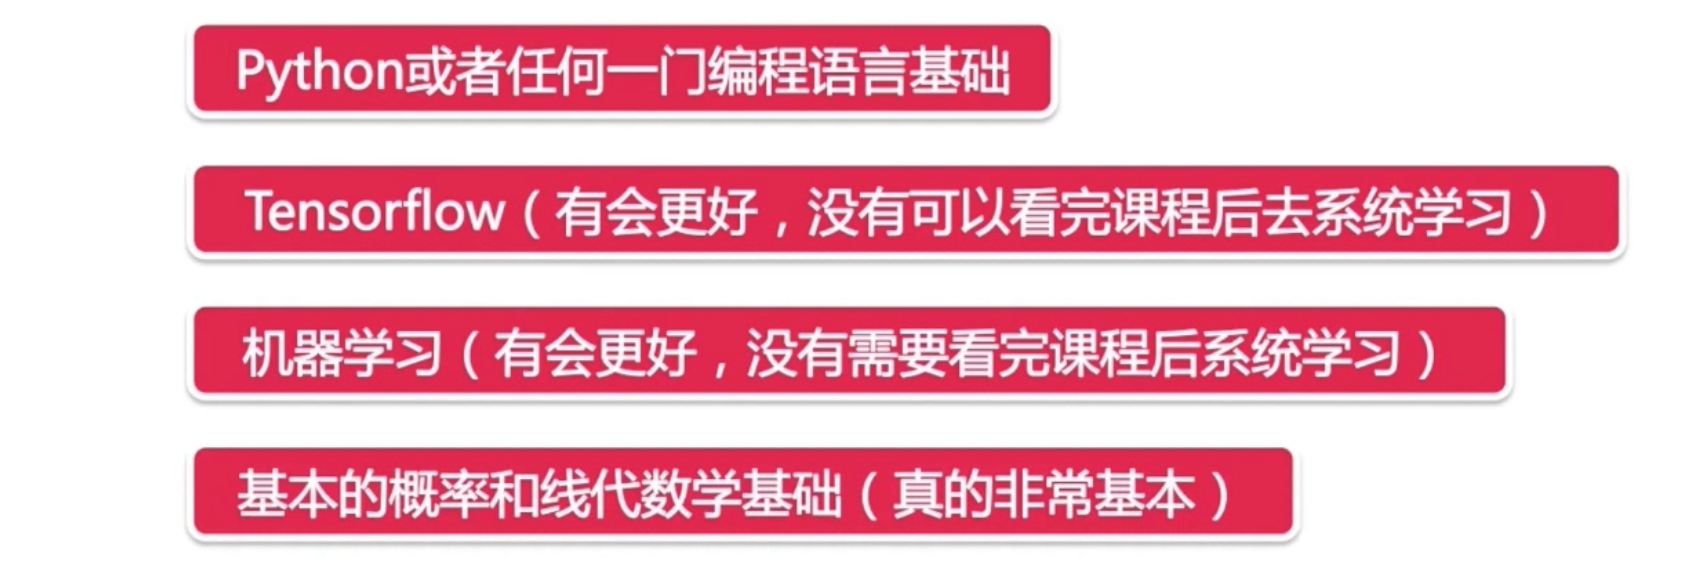 Python或者任何一门编程语言基础
Tensorflow（有会更好，没有可以看完课程后去系统学习）
机器学习（有会更好，没有需要看完课程后系统学习）
基本的概率和线代数学基础（真的非常基本）